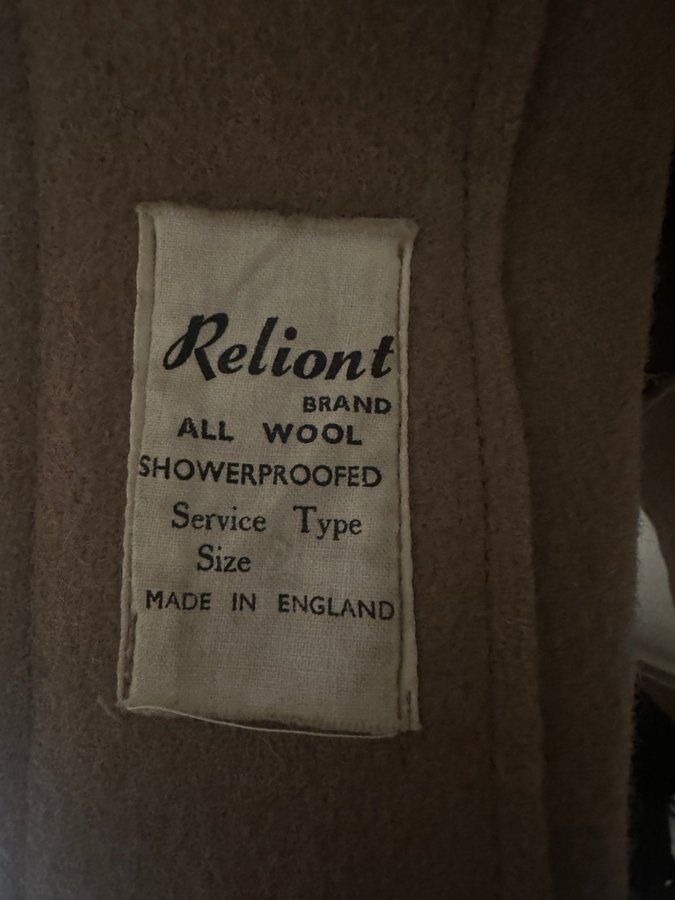 Reliont
BRAND
ALL WOOL
SHOWERPROOFED
Service Type
Size
MADE IN ENGLAND